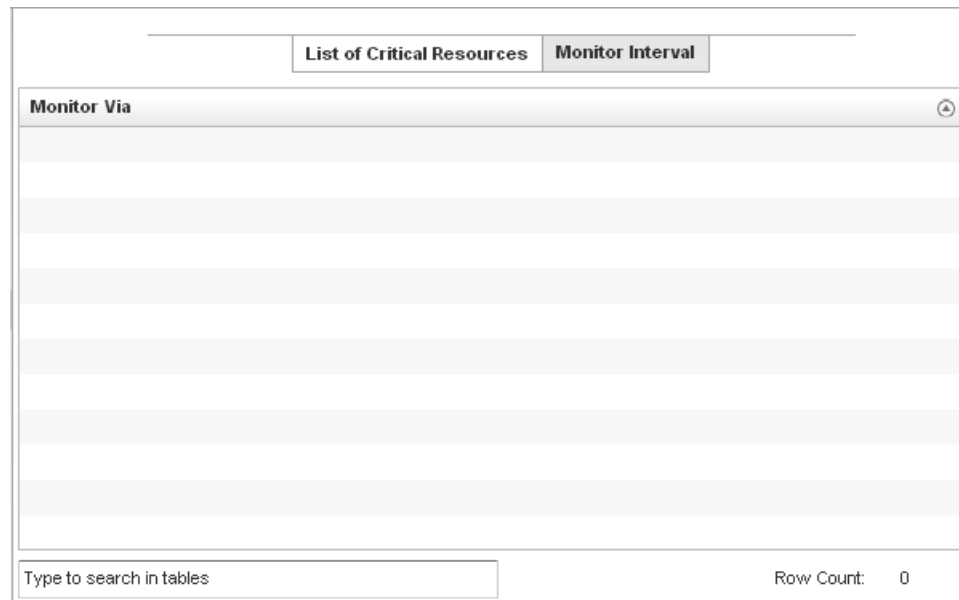 List of Critical Resources Monitor Interval
Monitor Via
Type to search in tables Row Count: 0